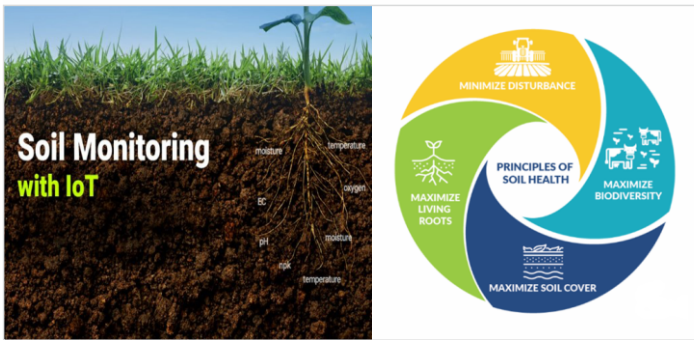 Soil Monitoring
with IoT
moisture
temperature
oxygen
EC
moisture
pH
npk
temperature
MINIMIZE DISTURBANCE
MAXIMIZE
BIODIVERSITY
MAXIMIZE SOIL COVER
MAXIMIZE
LIVING
ROOTS
PRINCIPLES OF
SOIL HEALTH